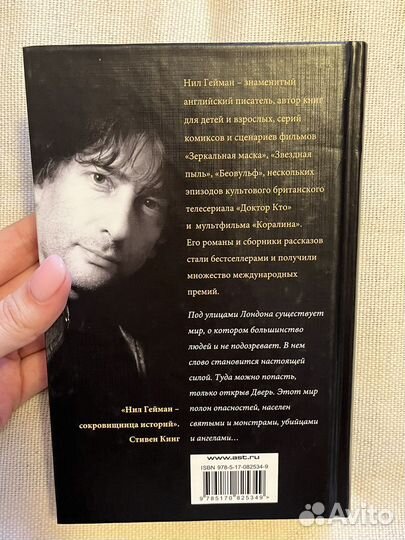 Нил Гейман – знаменитый
английский писатель, автор книг
для детей и взрослых, серий
комиксов и сценариев фильмов
«Зеркальная маска», «Звездная
пыль», «Беовульф», нескольких
эпизодов культового британского
телесериала «Доктор Кто»
и мультфильма «Коралина».
Его романы и сборники рассказов
стали бестселлерами и получили
множество международных
премий.
Под улицами Лондона существует
мир, о котором большинство
людей и не подозревает. В нем
слово становится настоящей
силой. Туда можно попасть,
только открыв Дверь. Этот мир
полон опасностей, населен
святыми и монстрами, убийцами
и ангелами...
«Нил Гейман –
сокровищница историй».
Стивен Кинг
www.ast.ru
ISBN 978-5-17-082534-9
9 785170 825349 >
Avito